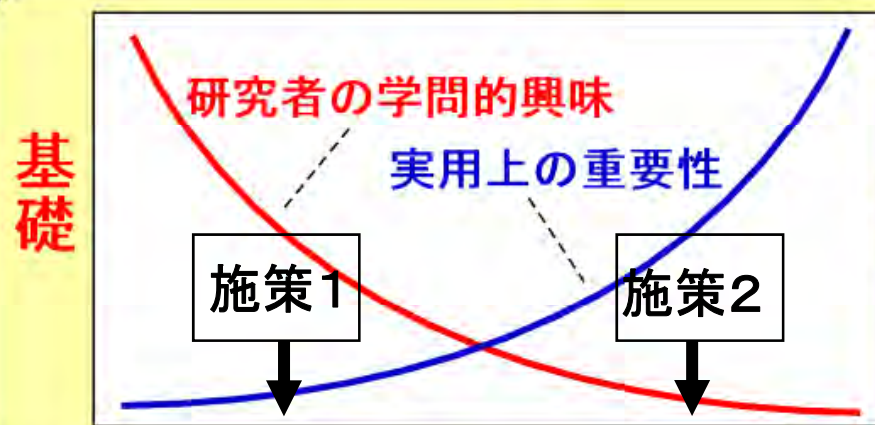 研究者の学問的興味
実用上の重要性
基礎
施策1
施策2